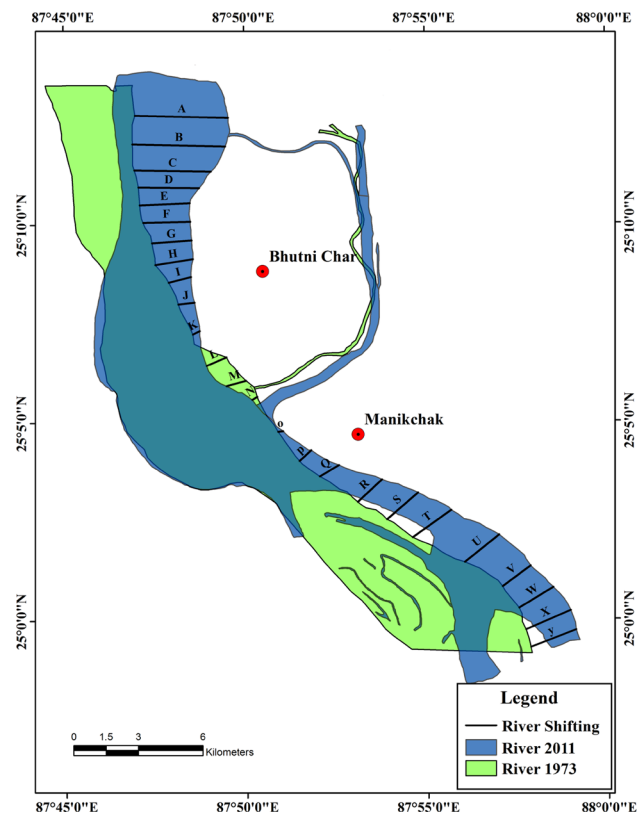 87°45'0"E 87°50'0"E 87°55'0"E 88°0'0"E
A
B
C
D
E
F
G
H
I
J
K
L
M
N
o
P
Q
R
S
T
U
V
W
X
y
Bhutni Char
Manikchak
25°10'0"N
25°5'0"N
25°0'0"N
25°10'0"N
25°5'0"N
25°0'0"N
0 1.5 3 6
Kilometers
Legend
River Shifting
River 2011
River 1973
87°45'0"E 87°50'0"E 87°55'0"E 88°0'0"E